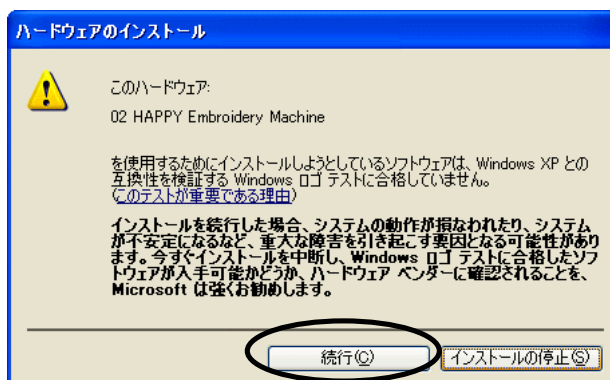 ハードウェアのインストール
このハードウェア:
02 HAPPY Embroidery Machine
を使用するためにインストールしようとしているソフトウェアは、Windows XP との
互換性を検証する Windows ロゴ テストに合格していません。
(このテストが重要である理由)
インストールを続行した場合、システムの動作が損なわれたり、システム
が不安定になるなど、重大な障害を引き起こす要因となる可能性があり
ます。今すぐインストールを中断し、Windows ロゴ テストに合格したソフ
トウェアが入手可能かどうか、ハードウェア ベンダーに確認されることを、
Microsoft は強くお勧めします。
続行(C) インストールの停止(S)